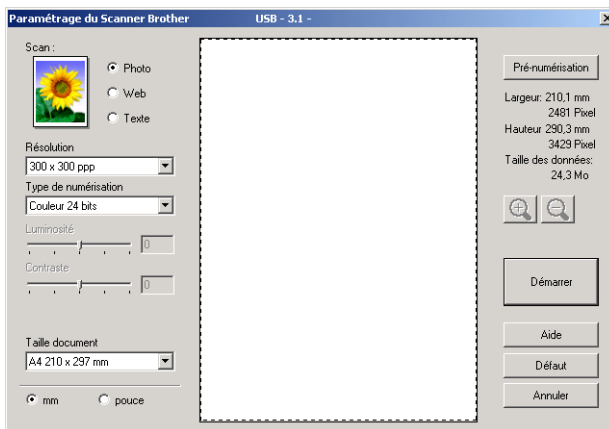 Paramétrage du Scanner Brother USB - 3.1 -
Scan :
Photo
Web
Texte
Résolution
300 x 300 ppp
Type de numérisation
Couleur 24 bits
Luminosité
0
Contraste
0
Taille document
A4 210 x 297 mm
mm pouce
Pré-numérisation
Largeur: 210,1 mm
2481 Pixel
Hauteur 290,3 mm
3429 Pixel
Taille des données:
24,3 Mo
Démarrer
Aide
Défaut
Annuler